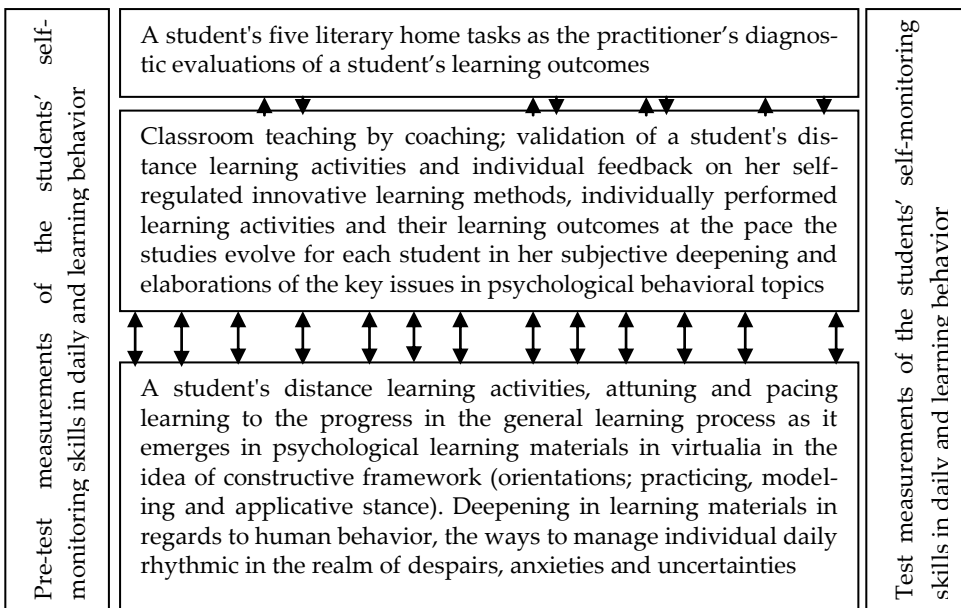 Pre-test measurements of the students' self-
monitoring skills in daily and learning behavior
A student's five literary home tasks as the practitioner's diagnos-
tic evaluations of a student's learning outcomes
Classroom teaching by coaching; validation of a student's dis-
tance learning activities and individual feedback on her self-
regulated innovative learning methods, individually performed
learning activities and their learning outcomes at the pace the
studies evolve for each student in her subjective deepening and
elaborations of the key issues in psychological behavioral topics
A student's distance learning activities, attuning and pacing
learning to the progress in the general learning process as it
emerges in psychological learning materials in virtualia in the
idea of constructive framework (orientations; practicing, model-
ing and applicative stance). Deepening in learning materials in
regards to human behavior, the ways to manage individual daily
rhythmic in the realm of despairs, anxieties and uncertainties
Test measurements of the students' self-monitoring
skills in daily and learning behavior